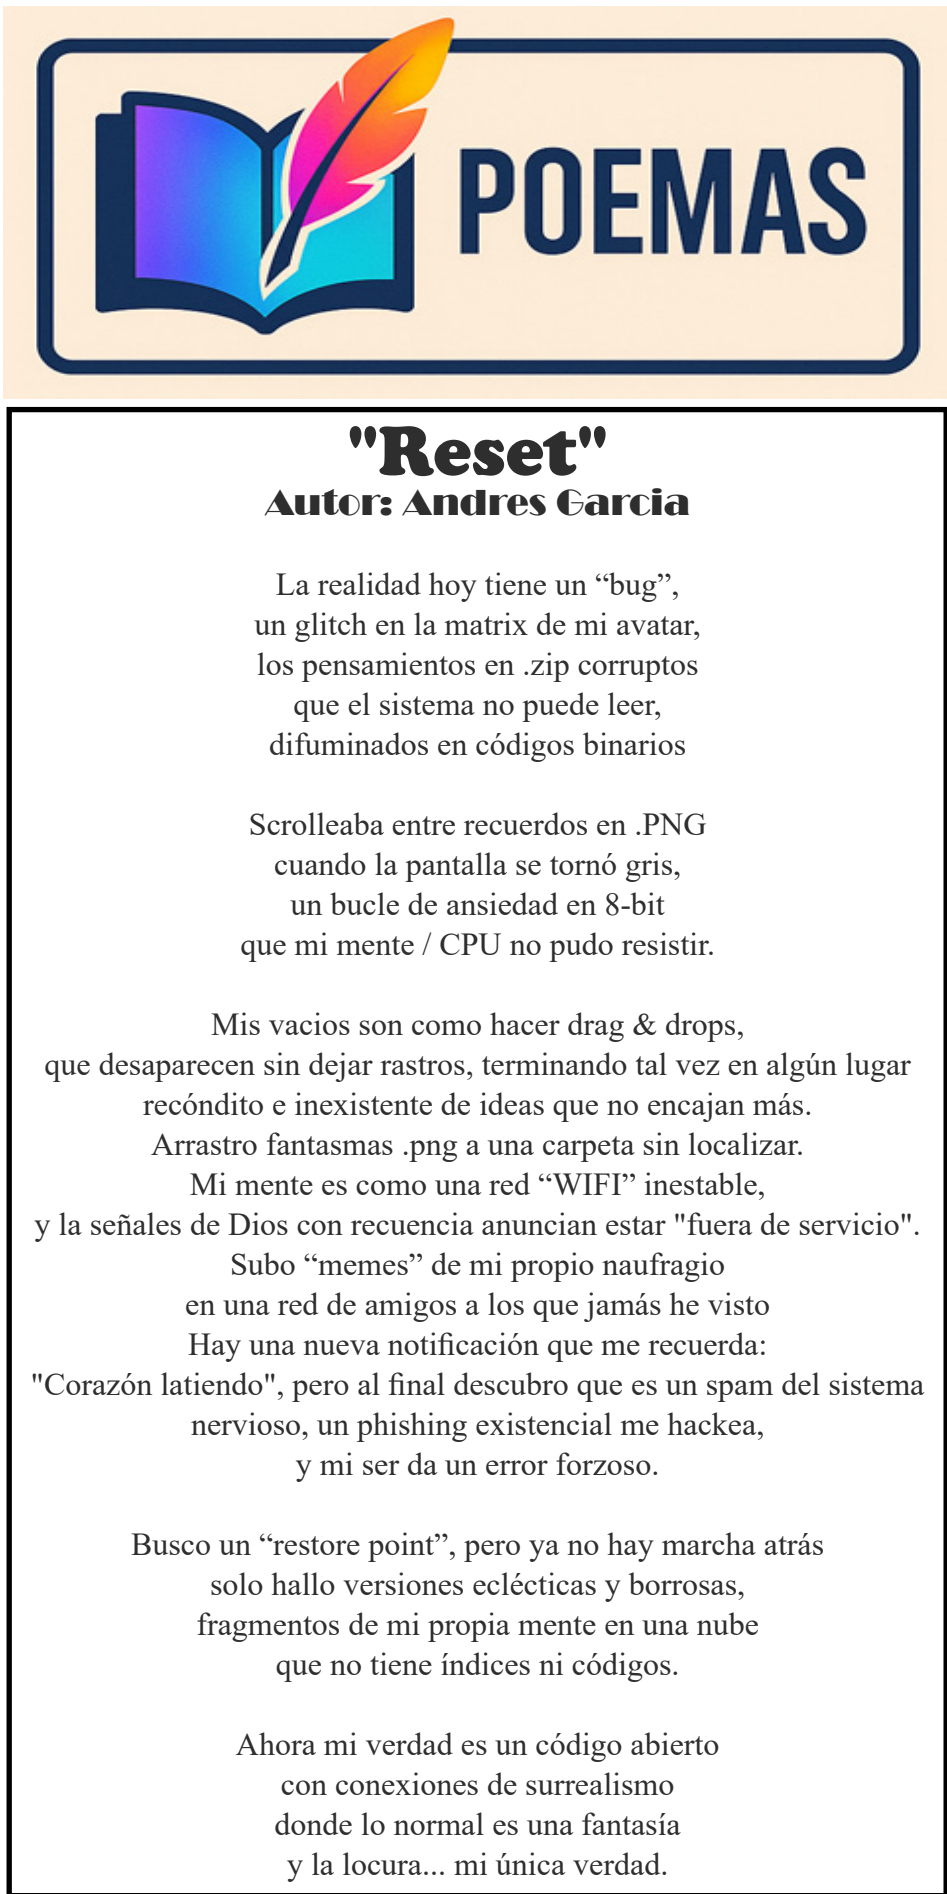 POEMAS
"Reset"
Autor: Andres Garcia
La realidad hoy tiene un “bug”,
un glitch en la matrix de mi avatar,
los pensamientos en .zip corruptos
que el sistema no puede leer,
difuminados en códigos binarios
Scrolleaba entre recuerdos en .PNG
cuando la pantalla se tornó gris,
un bucle de ansiedad en 8-bit
que mi mente / CPU no pudo resistir.
Mis vacios son como hacer drag & drops,
que desaparecen sin dejar rastros, terminando tal vez en algún lugar
recóndito e inexistente de ideas que no encajan más.
Arrastro fantasmas .png a una carpeta sin localizar.
Mi mente es como una red “WIFI” inestable,
y la señales de Dios con recuencia anuncian estar "fuera de servicio".
Subo “memes” de mi propio naufragio
en una red de amigos a los que jamás he visto
Hay una nueva notificación que me recuerda:
"Corazón latiendo", pero al final descubro que es un spam del sistema
nervioso, un phishing existencial me hackea,
y mi ser da un error forzoso.
Busco un “restore point”, pero ya no hay marcha atrás
solo hallo versiones eclécticas y borrosas,
fragmentos de mi propia mente en una nube
que no tiene índices ni códigos.
Ahora mi verdad es un código abierto
con conexiones de surrealismo
donde lo normal es una fantasía
y la locura... mi única verdad.